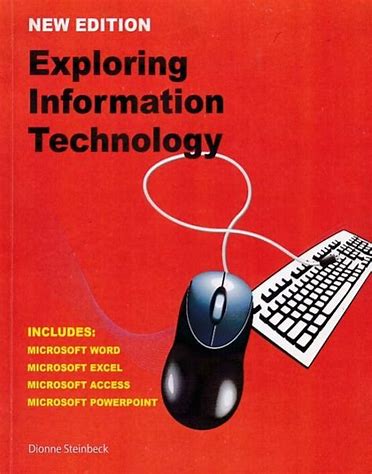 NEW EDITION
Exploring
Information
Technology
INCLUDES:
MICROSOFT WORD
MICROSOFT EXCEL
MICROSOFT ACCESS
MICROSOFT POWERPOINT
Dionne Steinbeck